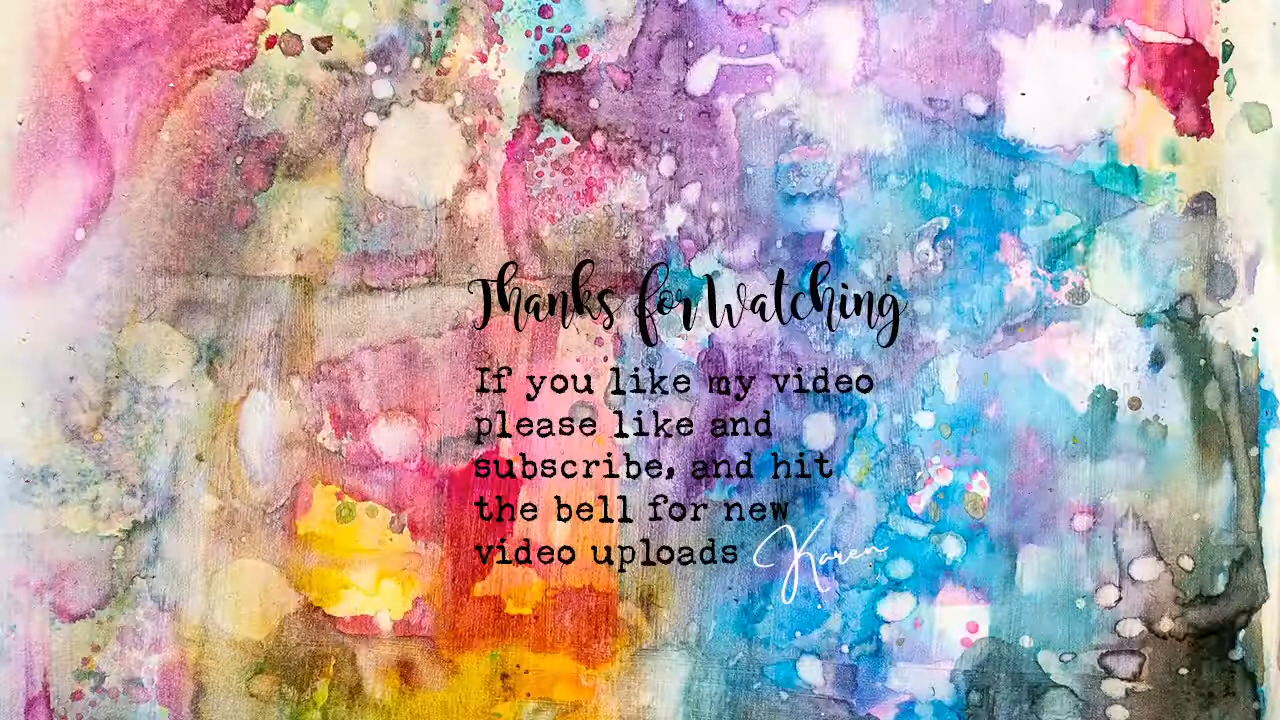 Thanks for Watching
If you like my video
please like and
subscribe, and hit
the bell for new
video uploads Karen